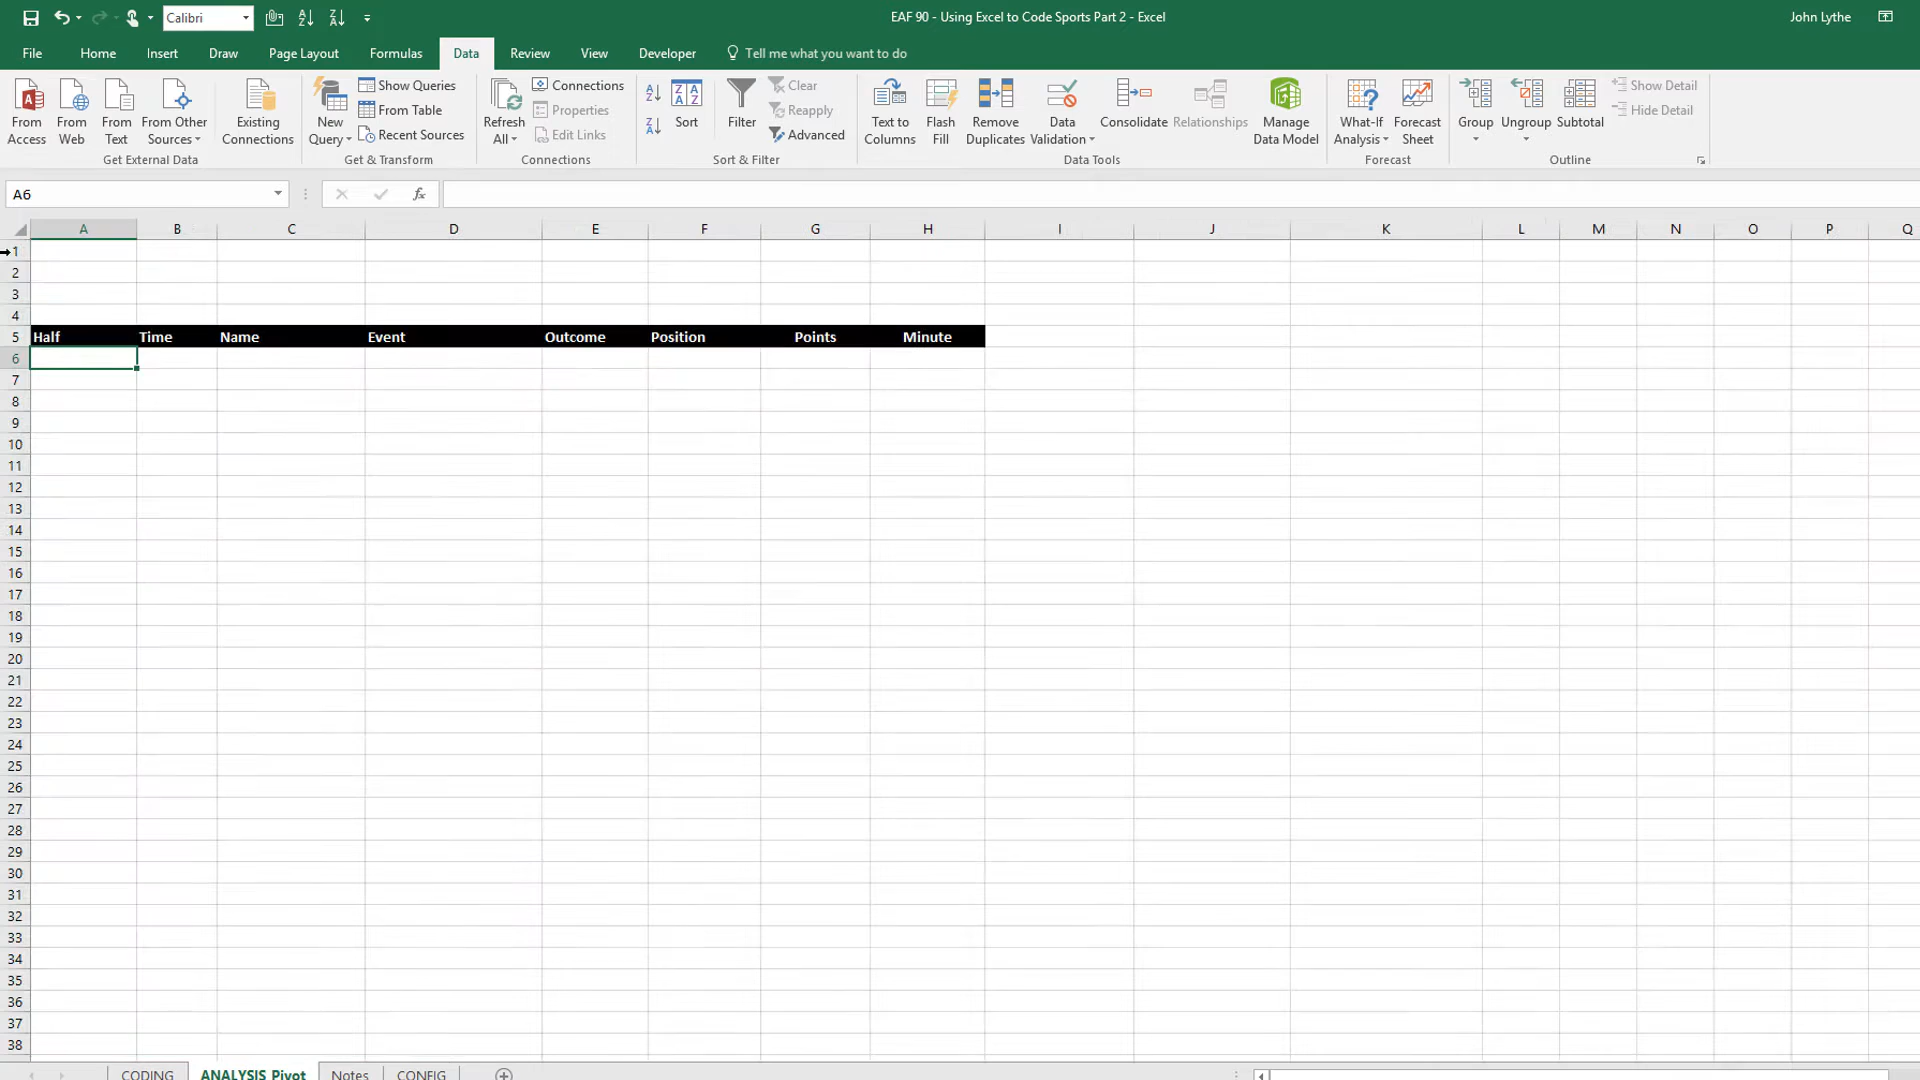 Calibri
EAF 90 - Using Excel to Code Sports Part 2 - Excel
John Lythe
File Home Insert Draw Page Layout Formulas Data Review View Developer Tell me what you want to do
From Access
From Web
From Text
From Other Sources
Existing Connections
New Query
Show Queries
From Table
Recent Sources
Refresh All
Connections
Properties
Edit Links
Sort
Filter
Clear
Reapply
Advanced
Text to Columns
Flash Fill
Remove Duplicates
Data Validation
Consolidate
Relationships
Manage Data Model
What-If Analysis
Forecast Sheet
Group
Ungroup
Subtotal
Show Detail
Hide Detail
Get External Data Get & Transform Connections Sort & Filter Data Tools Forecast Outline
A6 fx
A B C D E F G H I J K L M N O P Q
1
2
3
4
5 Half Time Name Event Outcome Position Points Minute
6
7
8
9
10
11
12
13
14
15
16
17
18
19
20
21
22
23
24
25
26
27
28
29
30
31
32
33
34
35
36
37
38
CODING ANALYSIS Pivot Notes CONFIG